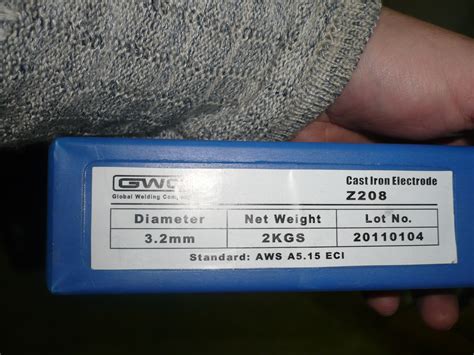 GWC
Global Welding Company
Cast Iron Electrode
Z208
Diameter Net Weight Lot No.
3.2mm 2KGS 20110104
Standard: AWS A5.15 ECI